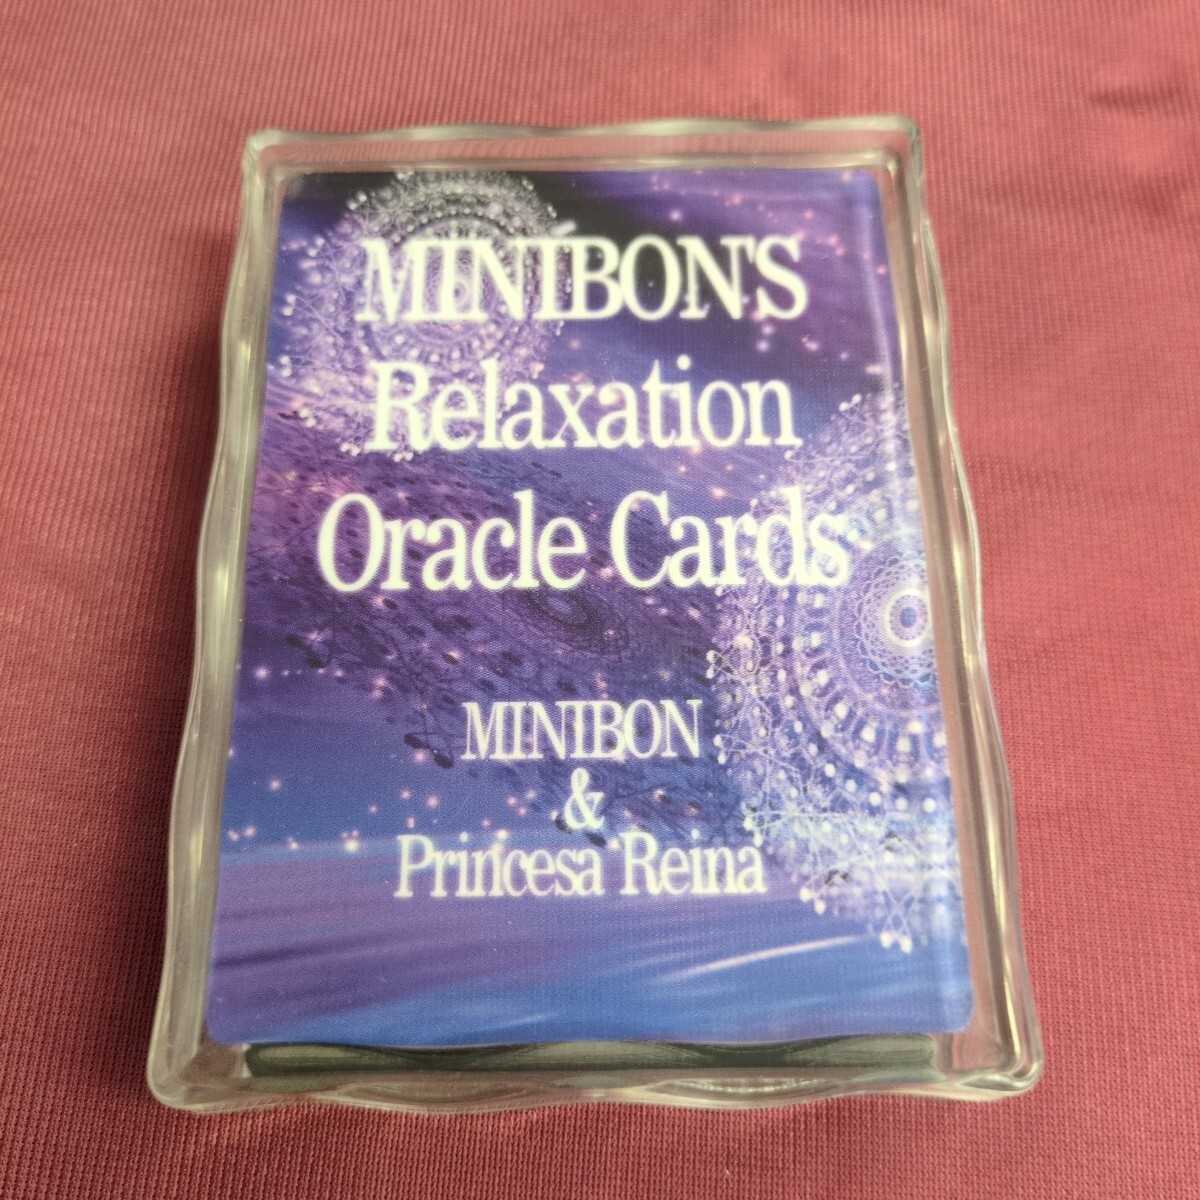 MINIBON'S
Relaxation
Oracle Cards
MINIBON
&
Princesa Reina